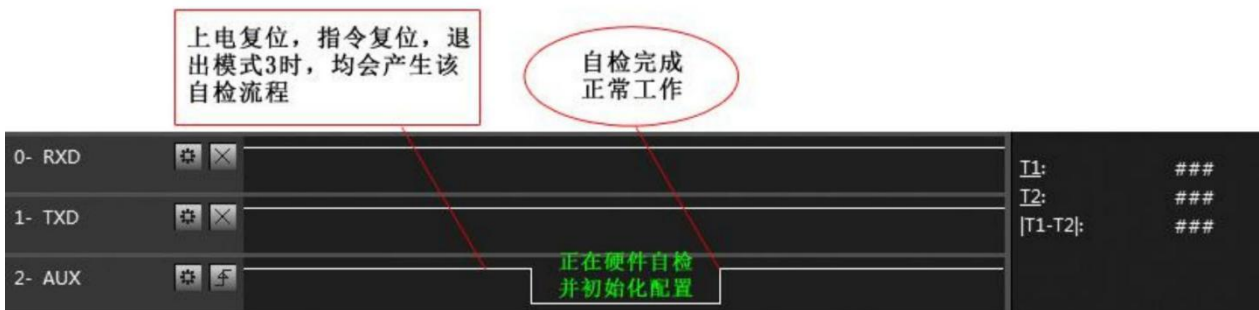 上电复位，指令复位，退
出模式3时，均会产生该
自检流程
自检完成
正常工作
0- RXD
T1: ###
T2: ###
1- TXD
|T1-T2|: ###
正在硬件自检
2- AUX
并初始化配置